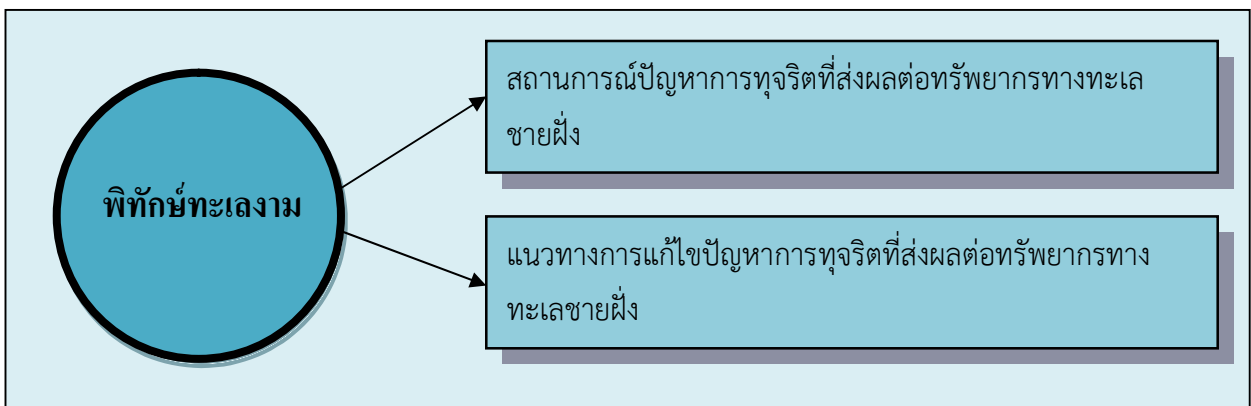 พิทักษ์ทะเลงาม
สถานการณ์ปัญหาการทุจริตที่ส่งผลต่อทรัพยากรทางทะเล
ชายฝั่ง
แนวทางการแก้ไขปัญหาการทุจริตที่ส่งผลต่อทรัพยากรทาง
ทะเลชายฝั่ง